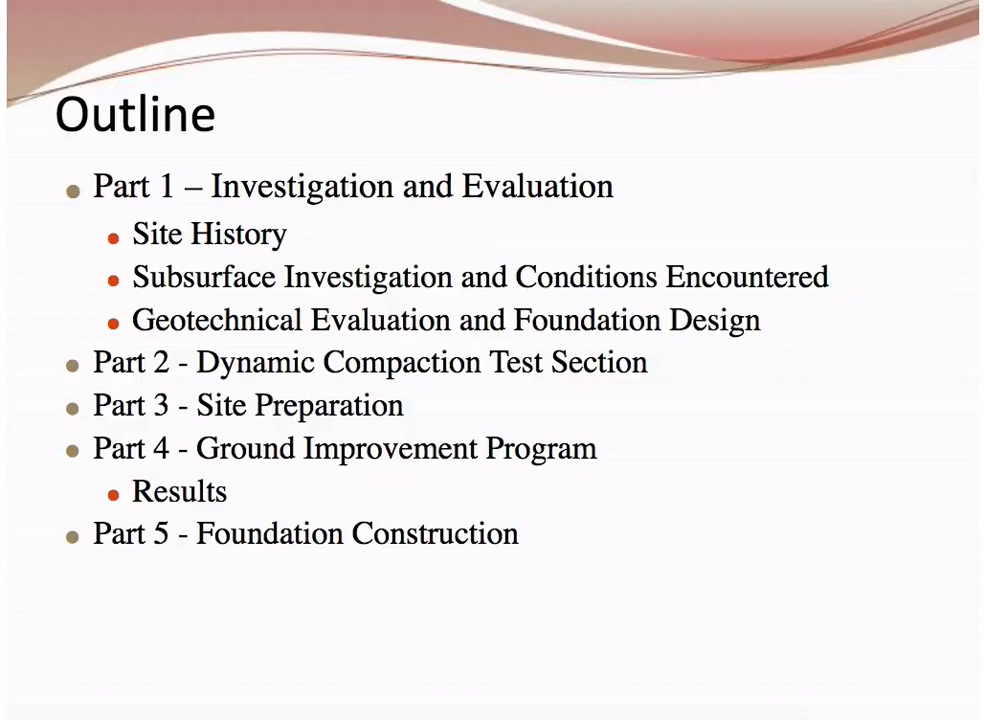 Outline
Part 1 – Investigation and Evaluation
Site History
Subsurface Investigation and Conditions Encountered
Geotechnical Evaluation and Foundation Design
Part 2 - Dynamic Compaction Test Section
Part 3 - Site Preparation
Part 4 - Ground Improvement Program
Results
Part 5 - Foundation Construction